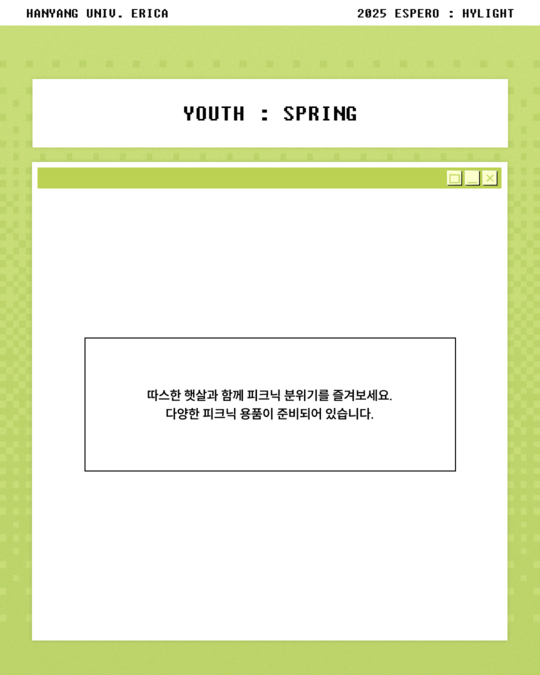 HANYANG UNIV. ERICA
2025 ESPERO : HYLIGHT
YOUTH : SPRING
따스한 햇살과 함께 피크닉 분위기를 즐겨보세요.
다양한 피크닉 용품이 준비되어 있습니다.